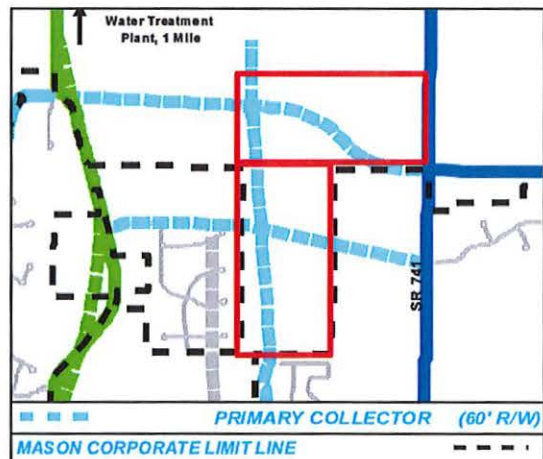 Water Treatment
Plant, 1 Mile
SR 741
PRIMARY COLLECTOR (60' R/W)
MASON CORPORATE LIMIT LINE